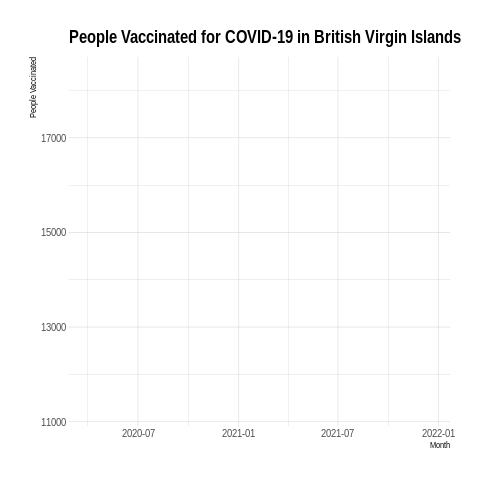 People Vaccinated for COVID-19 in British Virgin Islands
People Vaccinated
17000
15000
13000
11000
2020-07 2021-01 2021-07 2022-01
Month